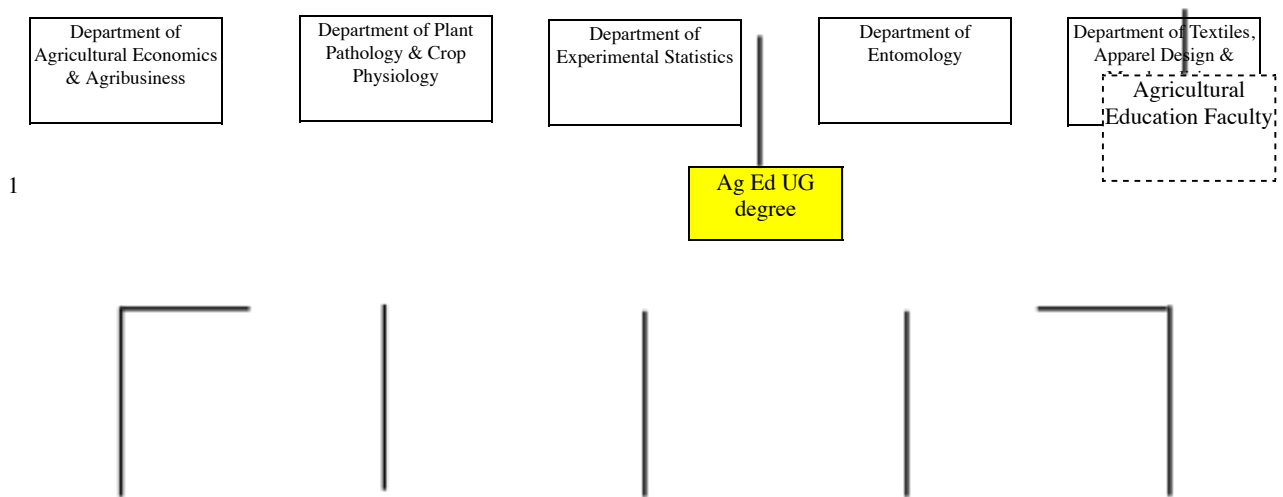 Department of
Agricultural Economics
& Agribusiness
Department of Plant
Pathology & Crop
Physiology
Department of
Experimental Statistics
Department of
Entomology
Department of Textiles,
Apparel Design &
Agricultural
Education Faculty
1
Ag Ed UG
degree